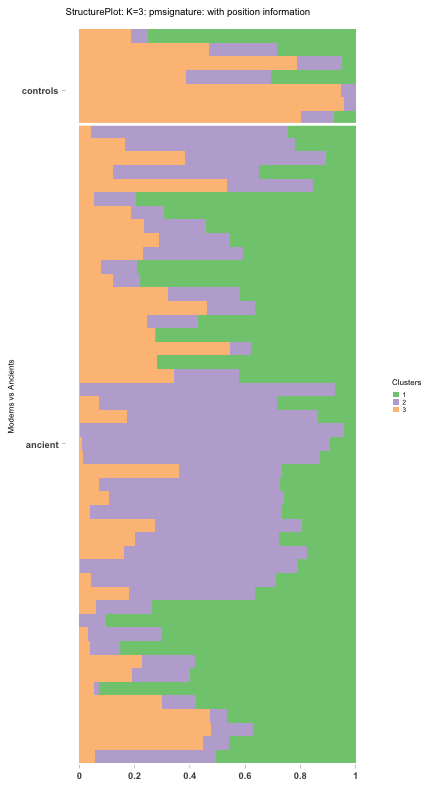 StructurePlot: K=3: pmsignature: with position information
controls
ancient
Moderns vs Ancients
Clusters
1
2
3
0
0.2
0.4
0.6
0.8
1